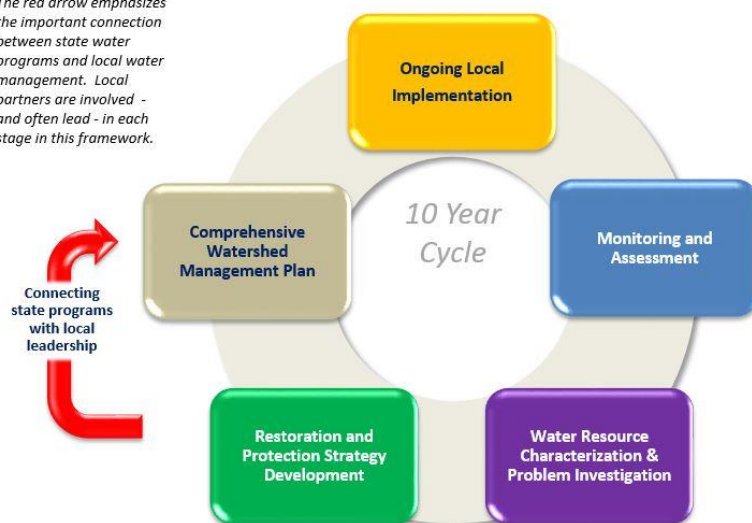 The red arrow emphasizes
the important connection
between state water
programs and local water
management. Local
partners are involved -
and often lead - in each
stage in this framework.
Ongoing Local
Implementation
10 Year
Cycle
Comprehensive
Watershed
Management Plan
Monitoring and
Assessment
Connecting
state programs
with local
leadership
Restoration and
Protection Strategy
Development
Water Resource
Characterization &
Problem Investigation